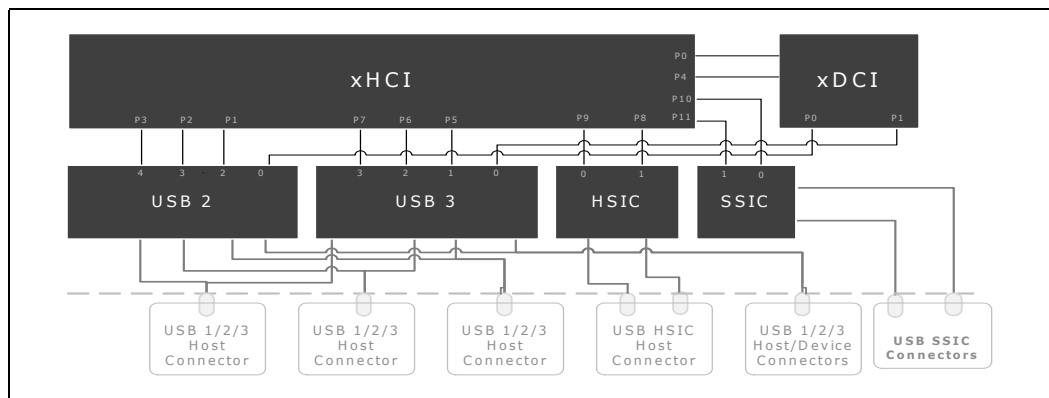 P0
xHCI
xDCI
P4
P10
P3 P2 P1 P7 P6 P5 P9 P8 P11 P0 P1
4 3 2 0 3 2 1 0 0 1 1 0
USB 2 USB 3 HSIC SSIC
USB 1/2/3
Host
Connector
USB 1/2/3
Host
Connector
USB 1/2/3
Host
Connector
USB HSIC
Host
Connector
USB 1/2/3
Host/Device
Connectors
USB SSIC
Connectors